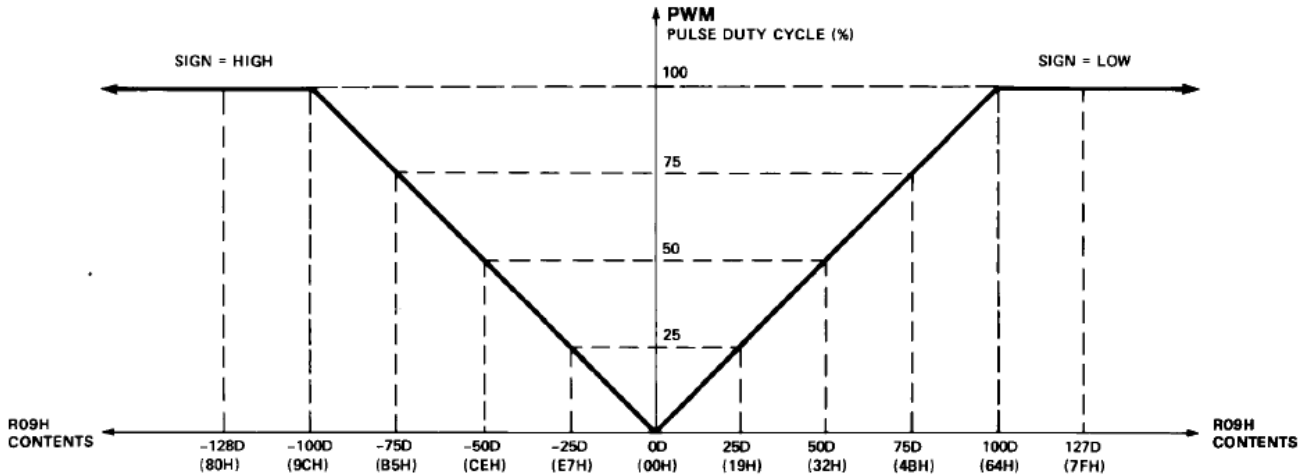 PWM
PULSE DUTY CYCLE (%)
SIGN = HIGH
SIGN = LOW
100
75
50
25
R09H
CONTENTS
-128D
(80H)
-100D
(9CH)
-75D
(B5H)
-50D
(CEH)
-25D
(E7H)
0D
(00H)
25D
(19H)
50D
(32H)
75D
(4BH)
100D
(64H)
127D
(7FH)
R09H
CONTENTS